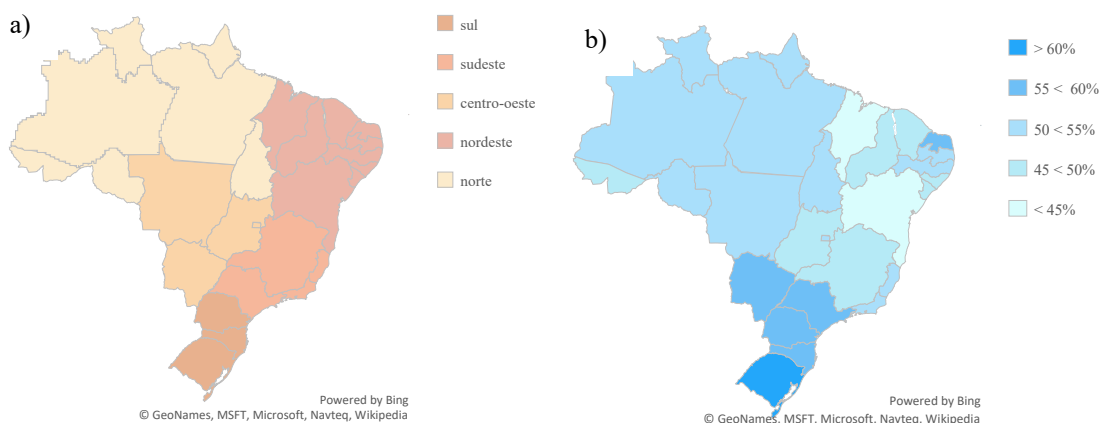 a)
sul
sudeste
centro-oeste
nordeste
norte
Powered by Bing
© GeoNames, MSFT, Microsoft, Navteq, Wikipedia
b)
> 60%
55 < 60%
50 < 55%
45 < 50%
< 45%
Powered by Bing
© GeoNames, MSFT, Microsoft, Navteq, Wikipedia